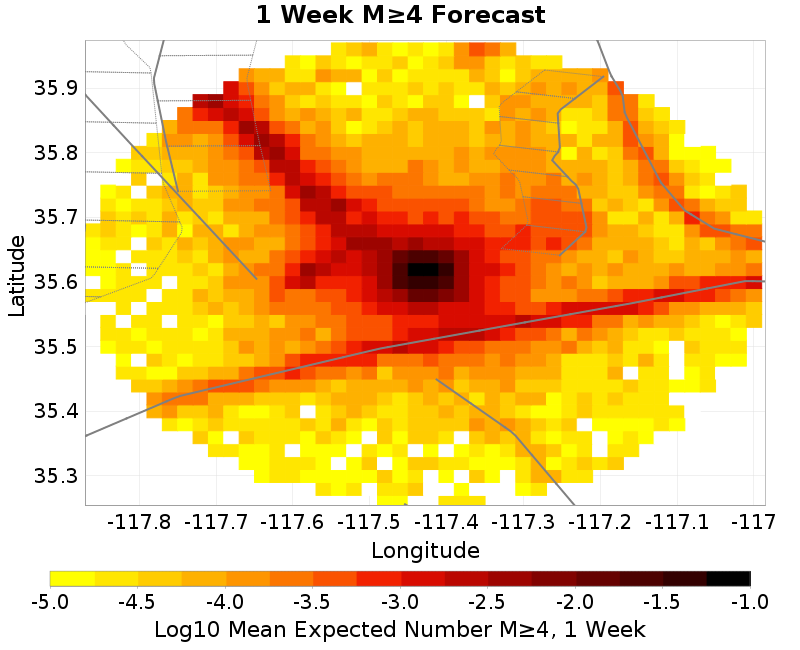 1 Week M≥4 Forecast
35.9
35.8
35.7
35.6
35.5
35.4
35.3
Latitude
-117.8 -117.7 -117.6 -117.5 -117.4 -117.3 -117.2 -117.1 -117
Longitude
-5.0 -4.5 -4.0 -3.5 -3.0 -2.5 -2.0 -1.5 -1.0
Log10 Mean Expected Number M≥4, 1 Week